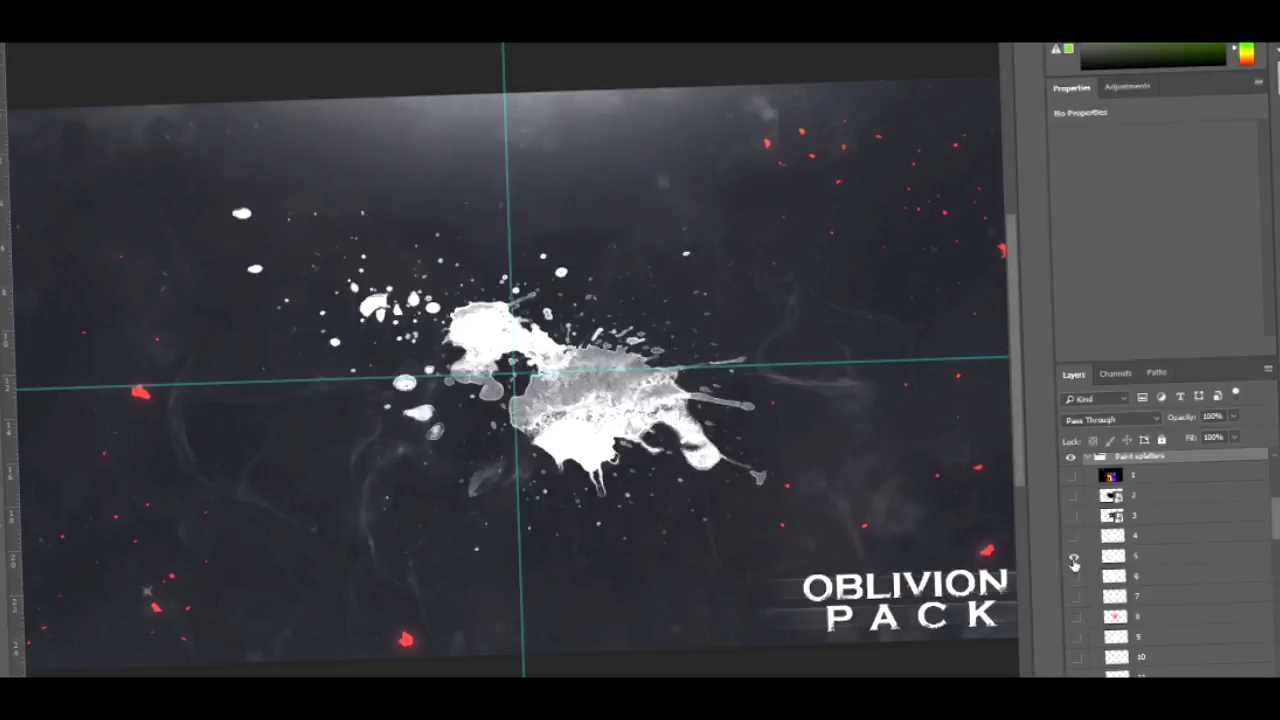 Properties
Adjustments
No Properties
Layers
Channels
Paths
Kind
Pass Through
Opacity: 100%
Lock:
Fill: 100%
Paint splatters
1
2
3
4
5
6
7
8
9
10
OBLIVION
PACK